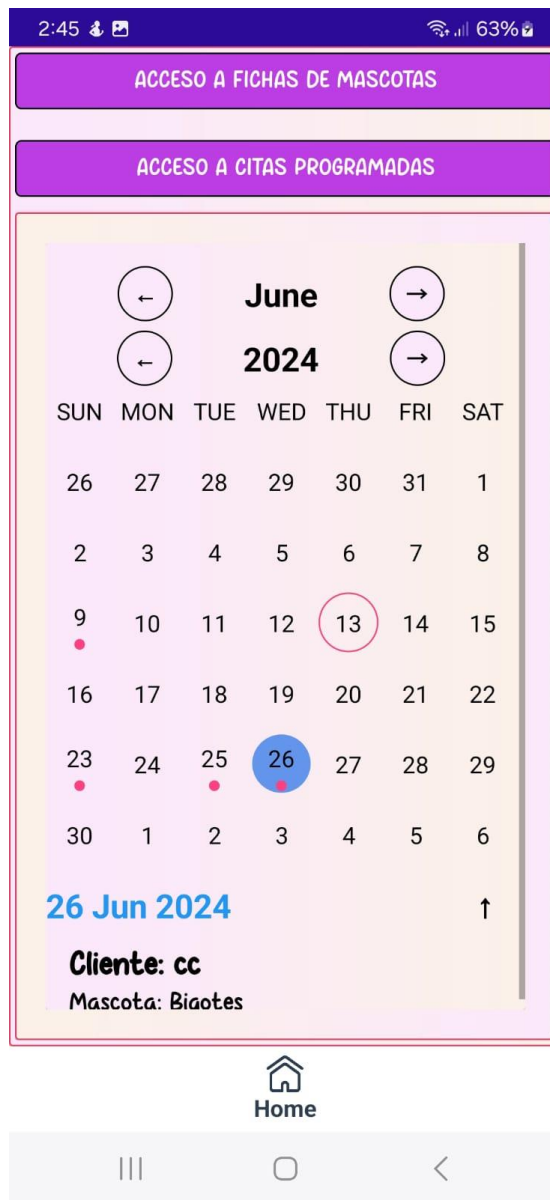 2:45 63%
ACCESO A FICHAS DE MASCOTAS
ACCESO A CITAS PROGRAMADAS
← June →
← 2024 →
SUN MON TUE WED THU FRI SAT
26 27 28 29 30 31 1
2 3 4 5 6 7 8
9 10 11 12 13 14 15
16 17 18 19 20 21 22
23 24 25 26 27 28 29
30 1 2 3 4 5 6
26 Jun 2024 ↑
Cliente: cc
Mascota: Bigotes
Home